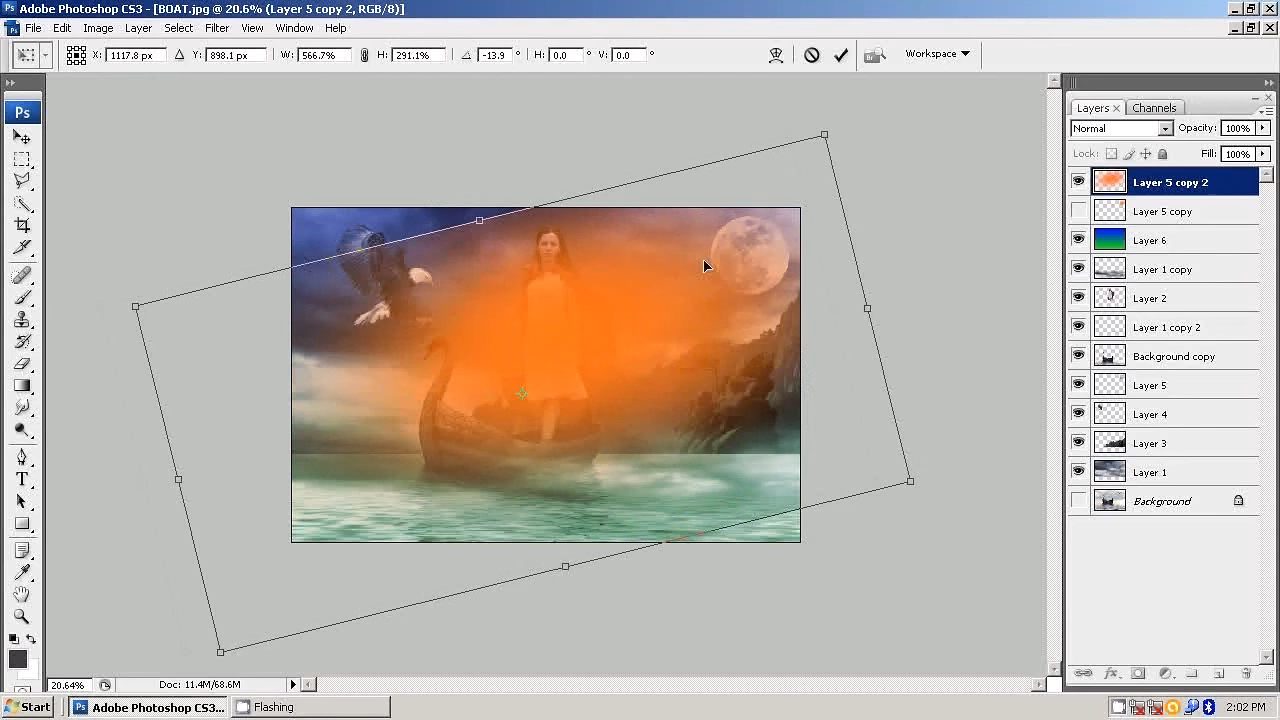 Adobe Photoshop CS3 - [BOAT.jpg @ 20.6% (Layer 5 copy 2, RGB/8)]
File Edit Image Layer Select Filter View Window Help
X: 1117.8 px Y: 898.1 px W: 566.7% H: 291.1% -13.9 ° H: 0.0 ° V: 0.0 ° Workspace
Ps
Layers Channels
Normal Opacity: 100%
Lock: Fill: 100%
Layer 5 copy 2
Layer 5 copy
Layer 6
Layer 1 copy
Layer 2
Layer 1 copy 2
Background copy
Layer 5
Layer 4
Layer 3
Layer 1
Background
T
20.64% Doc: 11.4M/68.6M
Start Adobe Photoshop CS3... Flashing 2:02 PM